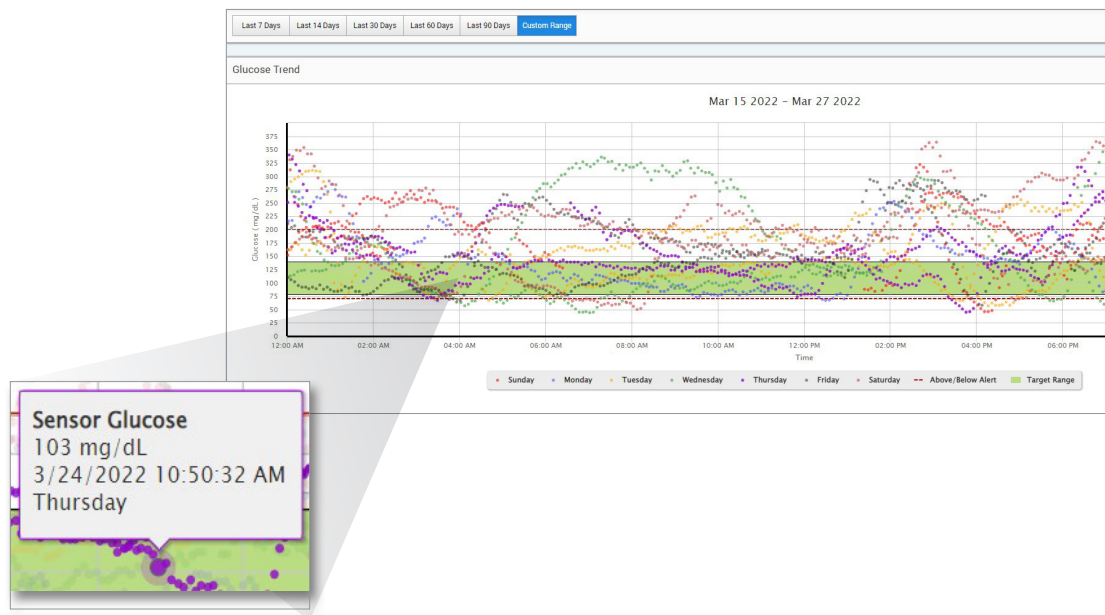 Last 7 Days Last 14 Days Last 30 Days Last 60 Days Last 90 Days Custom Range
Glucose Trend
Mar 15 2022 - Mar 27 2022
Glucose (mg/dL)
375
350
325
300
275
250
225
200
175
150
125
100
75
50
25
0
12:00 AM 02:00 AM 04:00 AM 06:00 AM 08:00 AM 10:00 AM 12:00 PM 02:00 PM 04:00 PM 06:00 PM
Time
Sunday Monday Tuesday Wednesday Thursday Friday Saturday Above/Below Alert Target Range
Sensor Glucose
103 mg/dL
3/24/2022 10:50:32 AM
Thursday